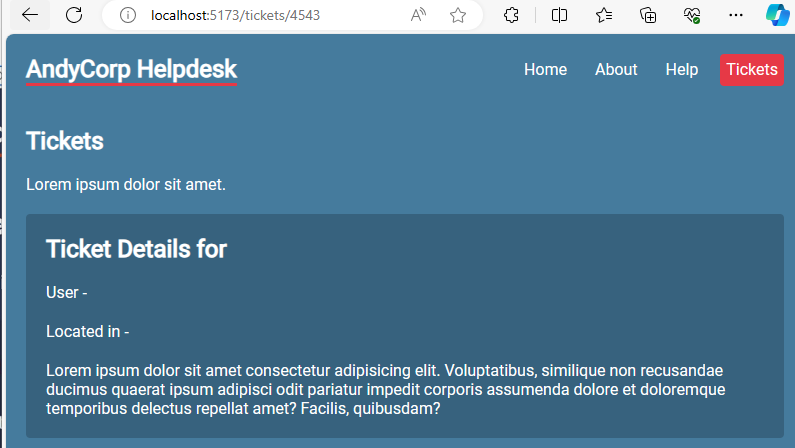 localhost:5173/tickets/4543
AndyCorp Helpdesk
Home About Help Tickets
Tickets
Lorem ipsum dolor sit amet.
Ticket Details for
User -
Located in -
Lorem ipsum dolor sit amet consectetur adipisicing elit. Voluptatibus, similique non recusandae
ducimus quaerat ipsum adipisci odit pariatur impedit corporis assumenda dolore et doloremque
temporibus delectus repellat amet? Facilis, quibusdam?